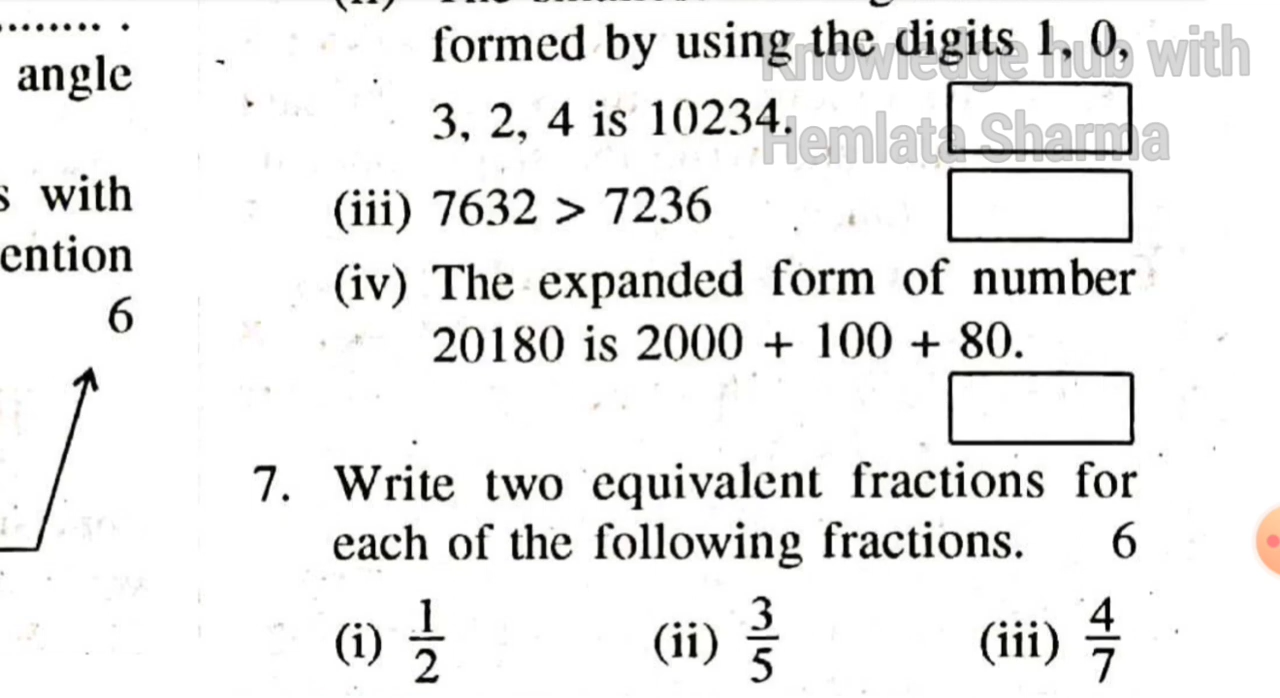 ......... .
angle
with
ention
6
formed by using the digits 1, 0,
3, 2, 4 is 10234.
(iii) 7632 > 7236
(iv) The expanded form of number
20180 is 2000 + 100 + 80.
7. Write two equivalent fractions for
each of the following fractions. 6
(i) 1/2 (ii) 3/5 (iii) 4/7
Knowledge hub with
Hemlata Sharma